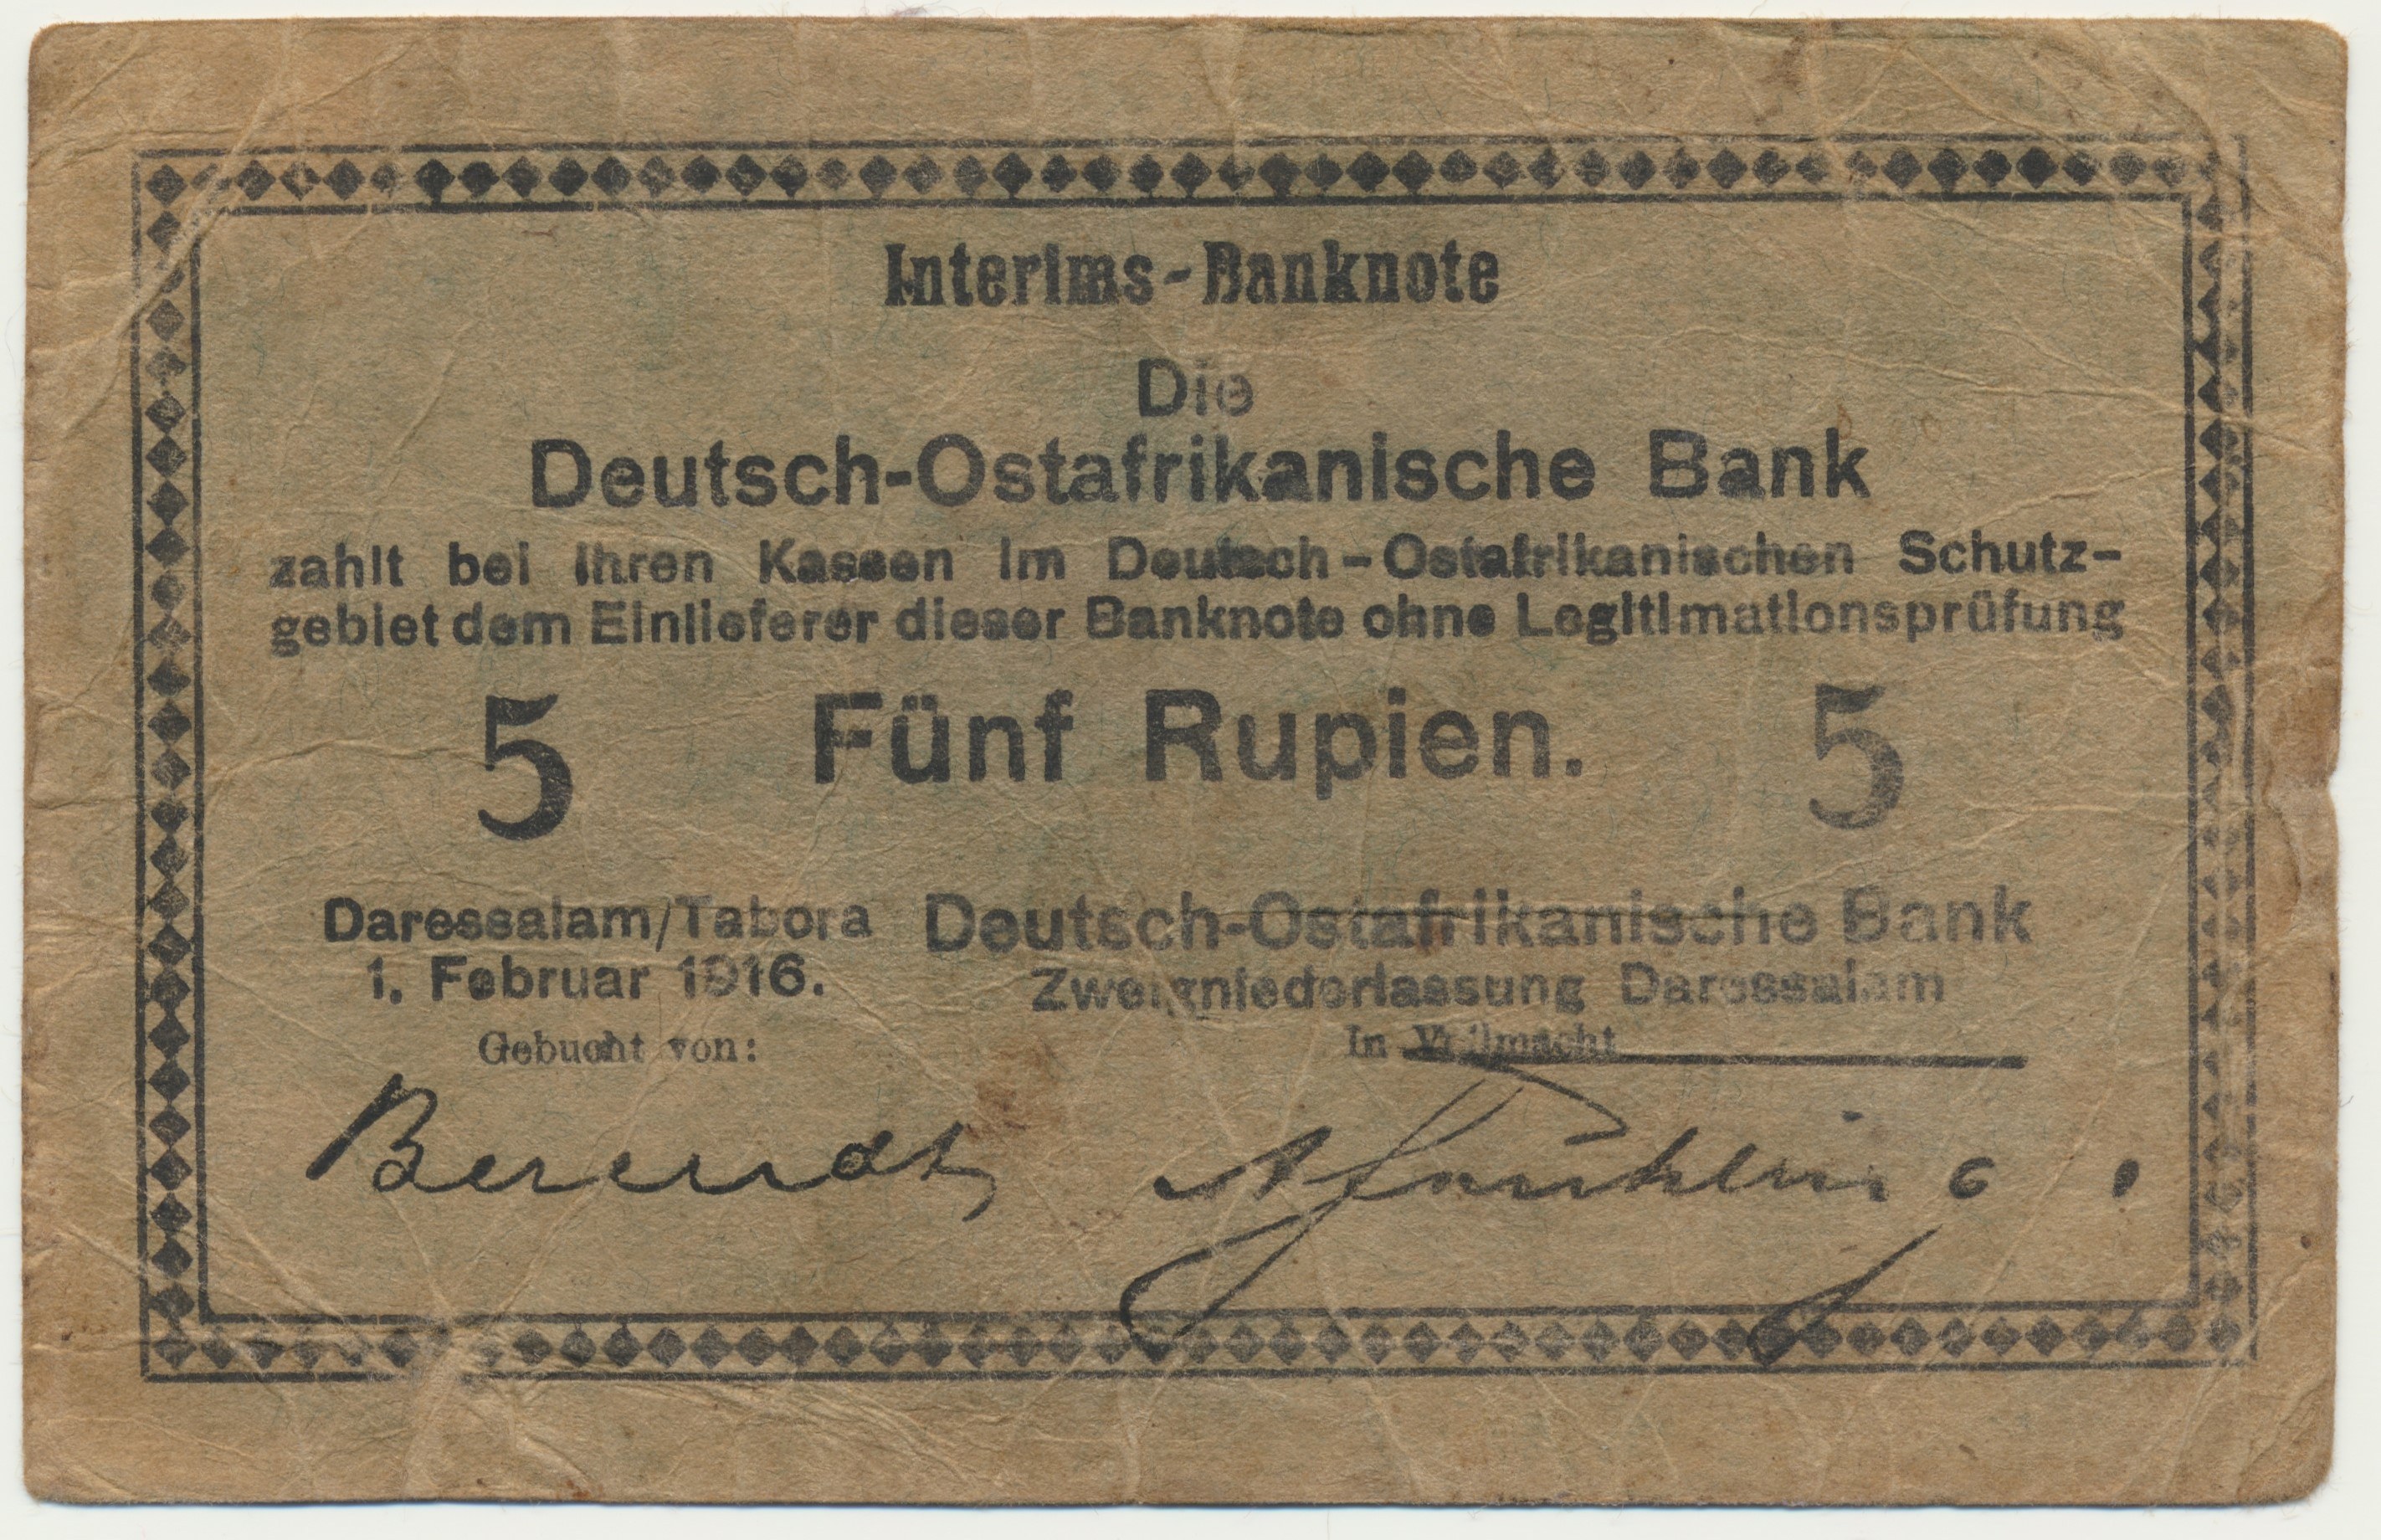 Interims-Banknote
Die
Deutsch-Ostafrikanische Bank
zahlt bei ihren Kassen im Deutsch-Ostafrikanischen Schutz-
gebiet dem Einlieferer dieser Banknote ohne Legitimationsprüfung
5 Fünf Rupien. 5
Daressalam/Tabora Deutsch-Ostafrikanische Bank
1. Februar 1916. Zweigniederlassung Daressalam
Gebucht von: In Vollmacht
Berendt